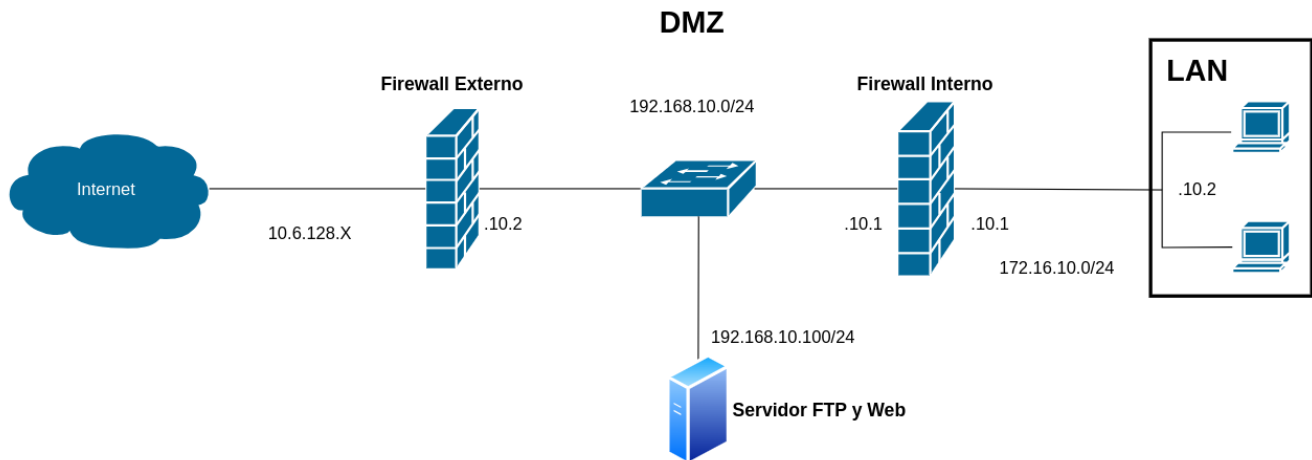 DMZ
LAN
Firewall Externo
Firewall Interno
192.168.10.0/24
Internet
.10.2
10.6.128.X
.10.2
.10.1
.10.1
172.16.10.0/24
192.168.10.100/24
Servidor FTP y Web